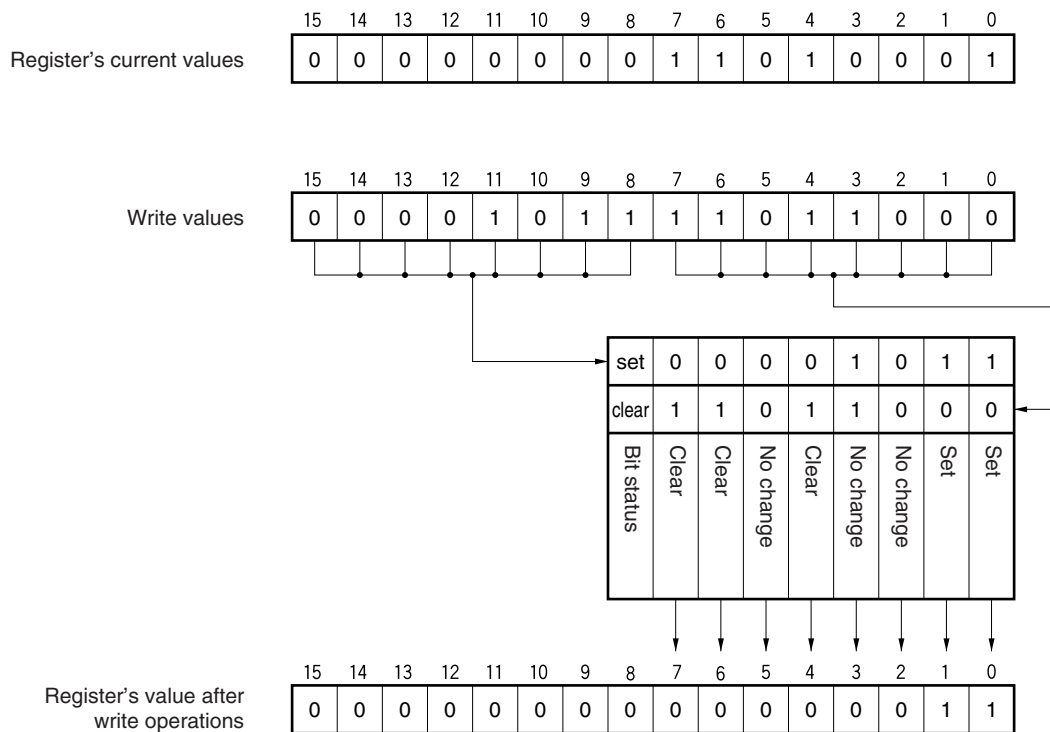 15 14 13 12 11 10 9 8 7 6 5 4 3 2 1 0
Register's current values 0 0 0 0 0 0 0 0 1 1 0 1 0 0 0 1
15 14 13 12 11 10 9 8 7 6 5 4 3 2 1 0
Write values 0 0 0 0 1 0 1 1 1 1 0 1 1 0 0 0
set 0 0 0 0 1 0 1 1
clear 1 1 0 1 1 0 0 0
Bit status Clear Clear No change Clear No change No change Set Set
15 14 13 12 11 10 9 8 7 6 5 4 3 2 1 0
Register's value after
write operations 0 0 0 0 0 0 0 0 0 0 0 0 0 0 1 1